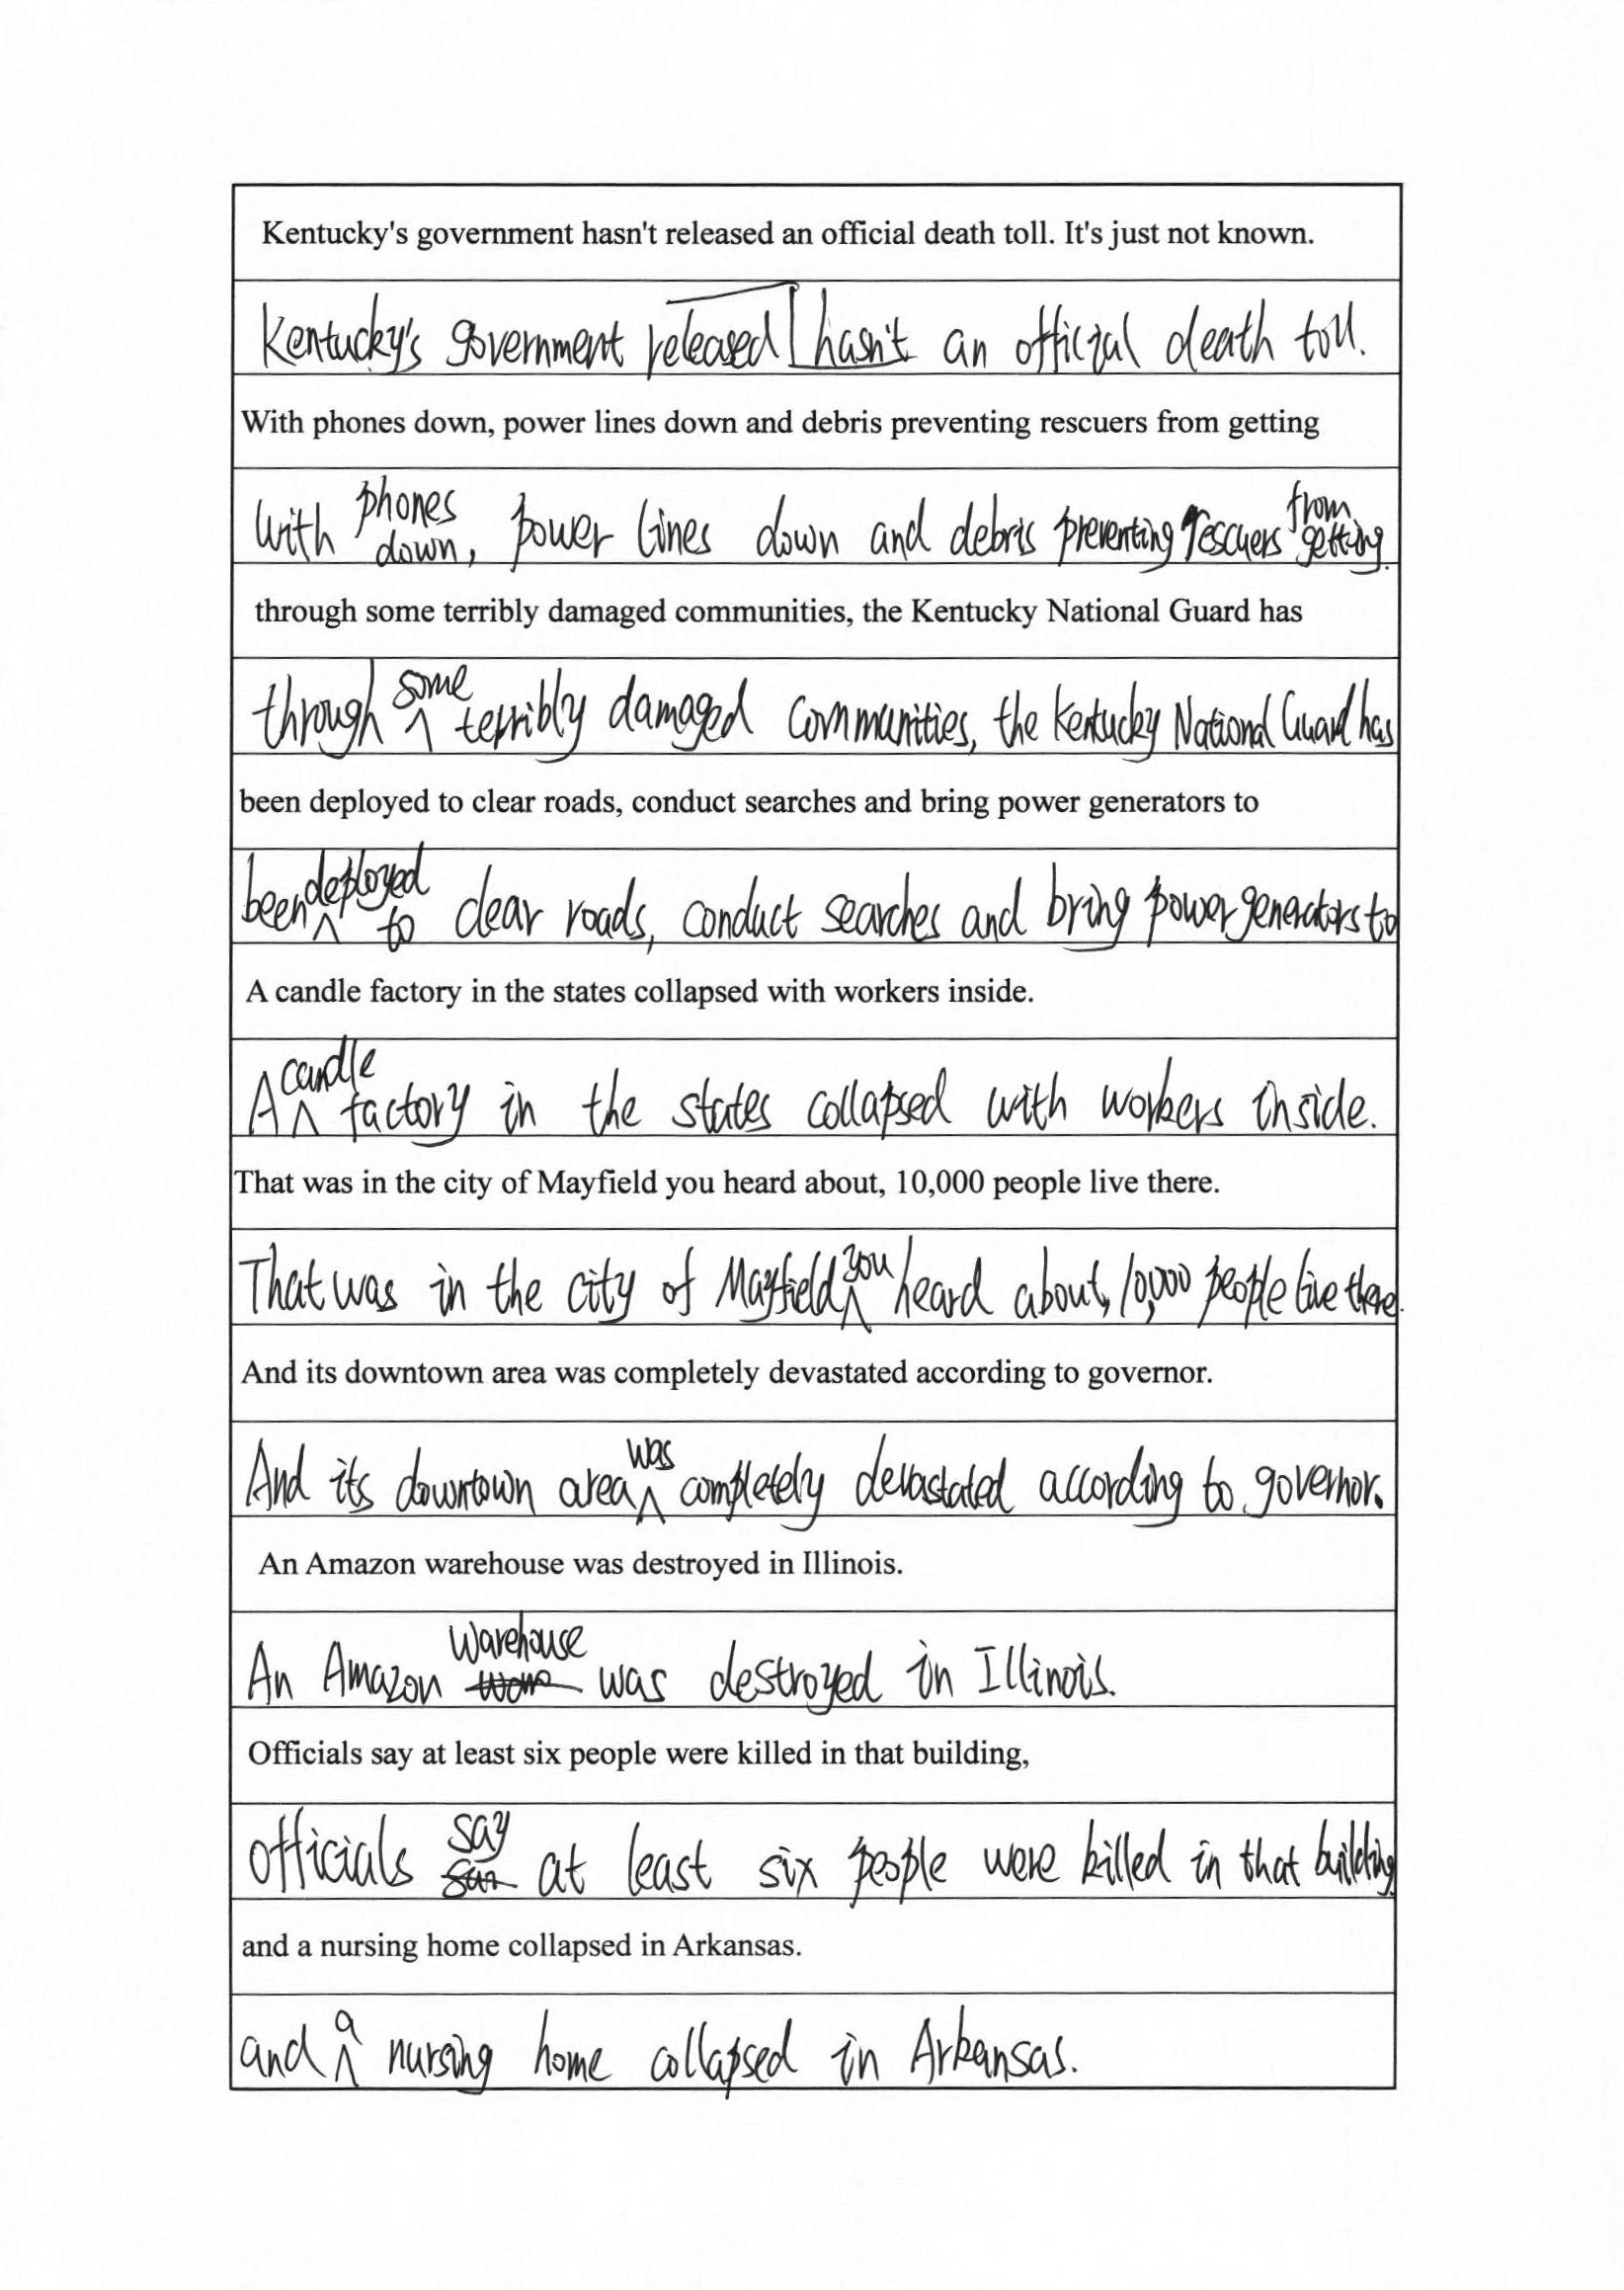 Kentucky's government hasn't released an official death toll. It's just not known.
Kentucky's government released hasn't an official death toll.
With phones down, power lines down and debris preventing rescuers from getting
with phones down, power lines down and debris preventing rescuers from getting
through some terribly damaged communities, the Kentucky National Guard has
through some terribly damaged communities, the Kentucky National Guard has
been deployed to clear roads, conduct searches and bring power generators to
been deployed to clear roads, conduct searches and bring power generators to
A candle factory in the states collapsed with workers inside.
A candle factory in the states collapsed with workers inside.
That was in the city of Mayfield you heard about, 10,000 people live there.
That was in the city of Mayfield you heard about, 10,000 people live there.
And its downtown area was completely devastated according to governor.
And its downtown area was completely devastated according to governor.
An Amazon warehouse was destroyed in Illinois.
An Amazon warehouse was destroyed in Illinois.
Officials say at least six people were killed in that building,
officials say at least six people were killed in that building,
and a nursing home collapsed in Arkansas.
and a nursing home collapsed in Arkansas.